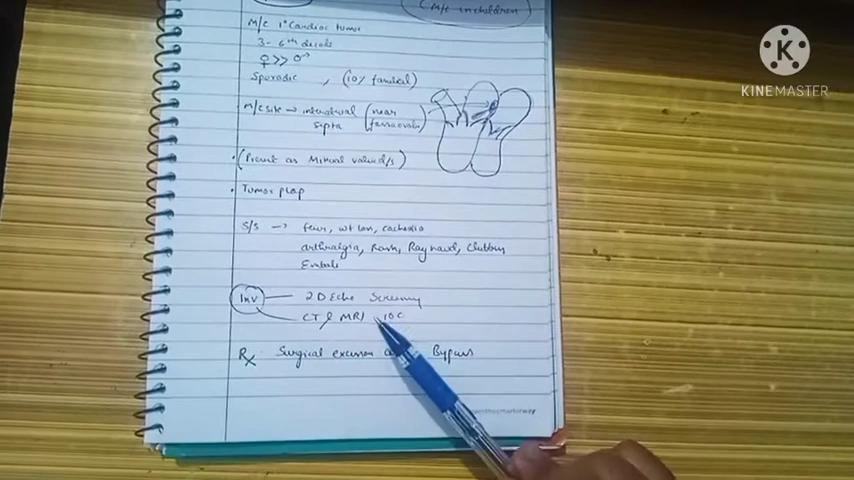 (M/c in children)
M/c 1° Cardiac tumor
3 - 6th decade
♀ >> ♂
Sporadic , (10% familial)
M/c site → interatrial (near
septa
(Present as Mitral valve d/s)
Tumor plop
S/S → fever, wt loss, cachexia
arthralgia, Rash, Raynaud, Clubbing
Emboli
Inv 2D Echo Screening
CT & MRI IOC
Rx Surgical excision Bypass
KINEMASTER